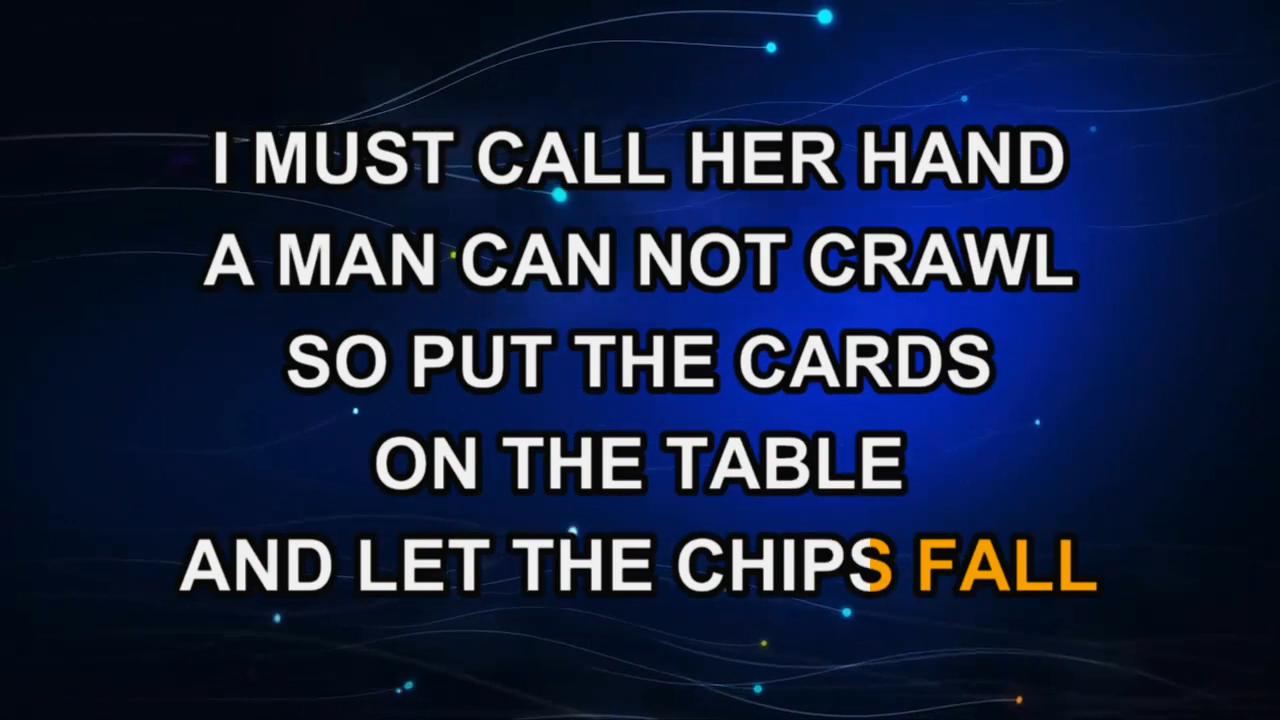 I MUST CALL HER HAND
A MAN CAN NOT CRAWL
SO PUT THE CARDS
ON THE TABLE
AND LET THE CHIPS FALL